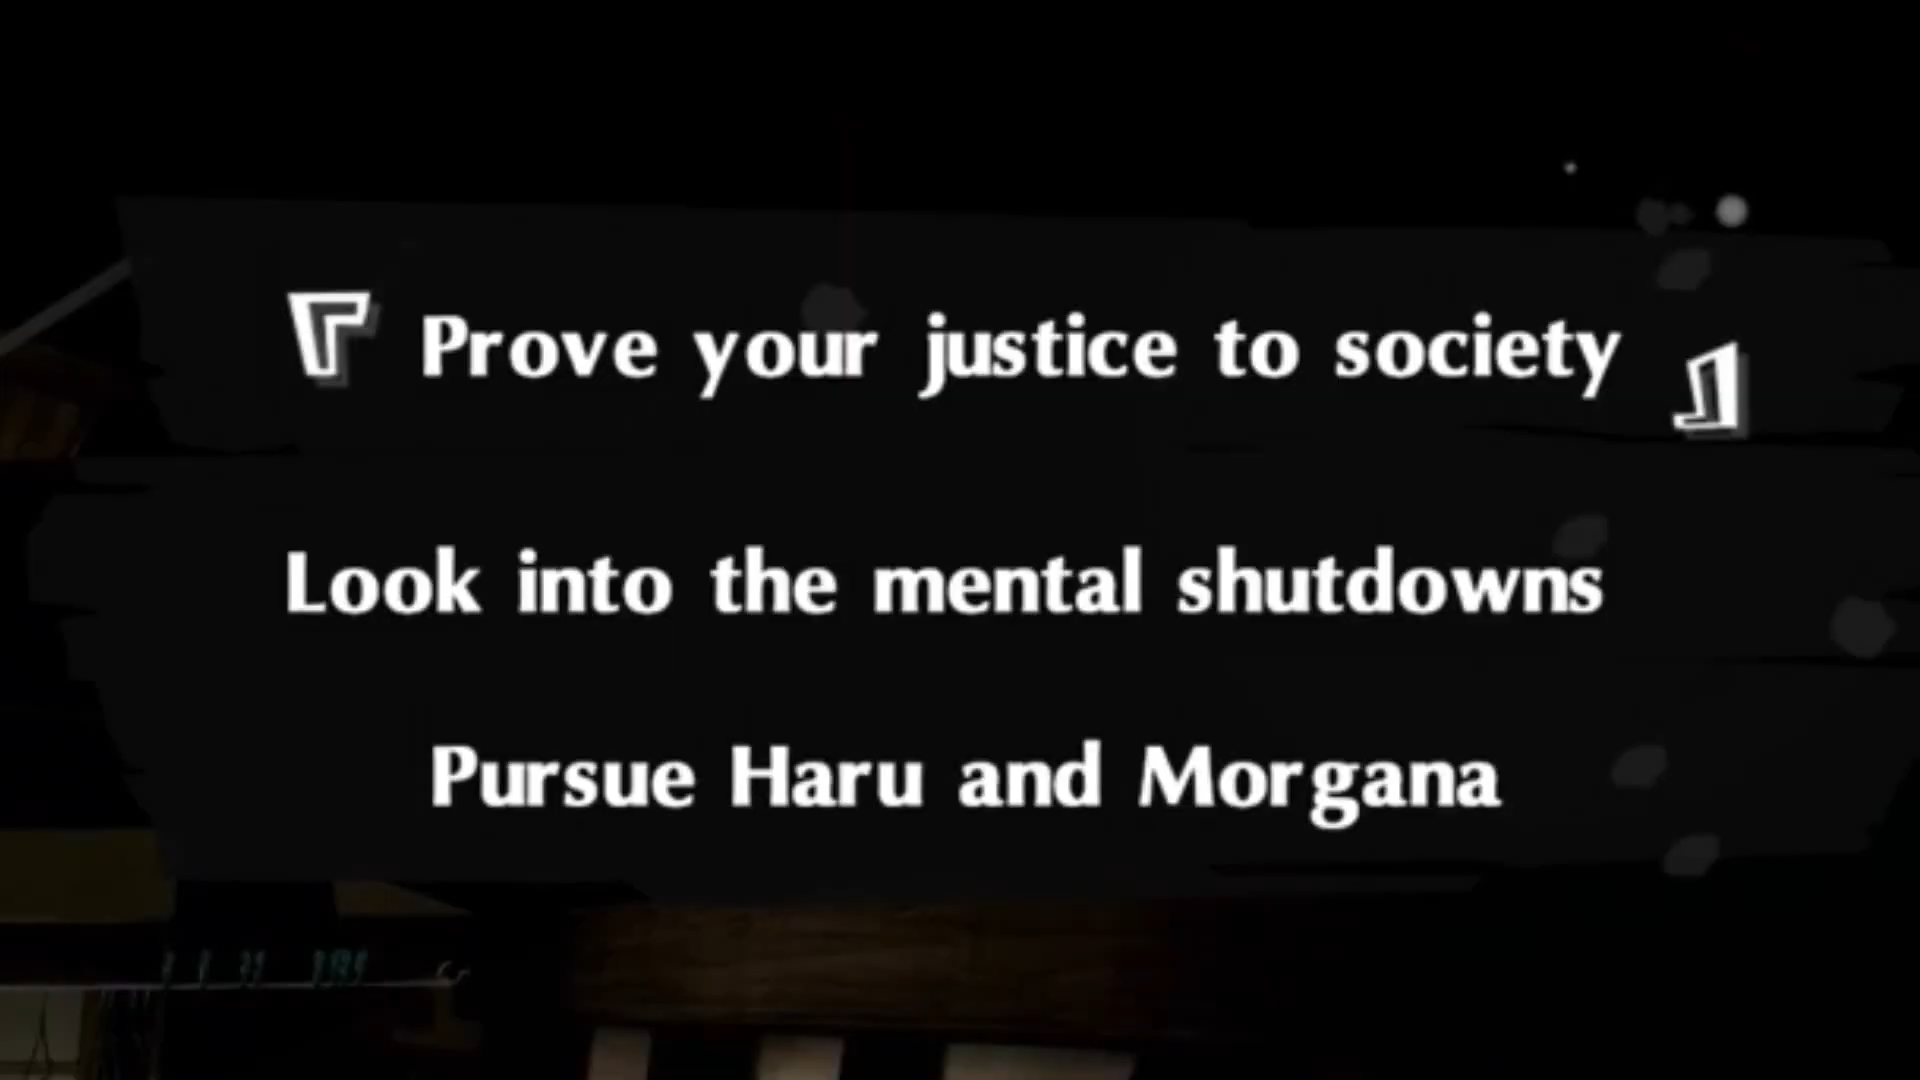 『 Prove your justice to society 』
Look into the mental shutdowns
Pursue Haru and Morgana